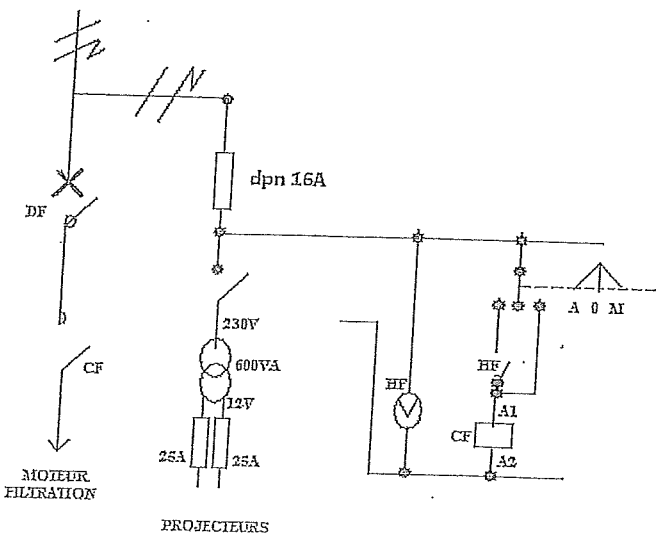 N
N
dpn 16A
DF
A 0 M
230V
CF
600VA
HF
HF
12V
A1
CF
25A 25A
A2
MOTEUR
FILTRATION
PROJECTEURS